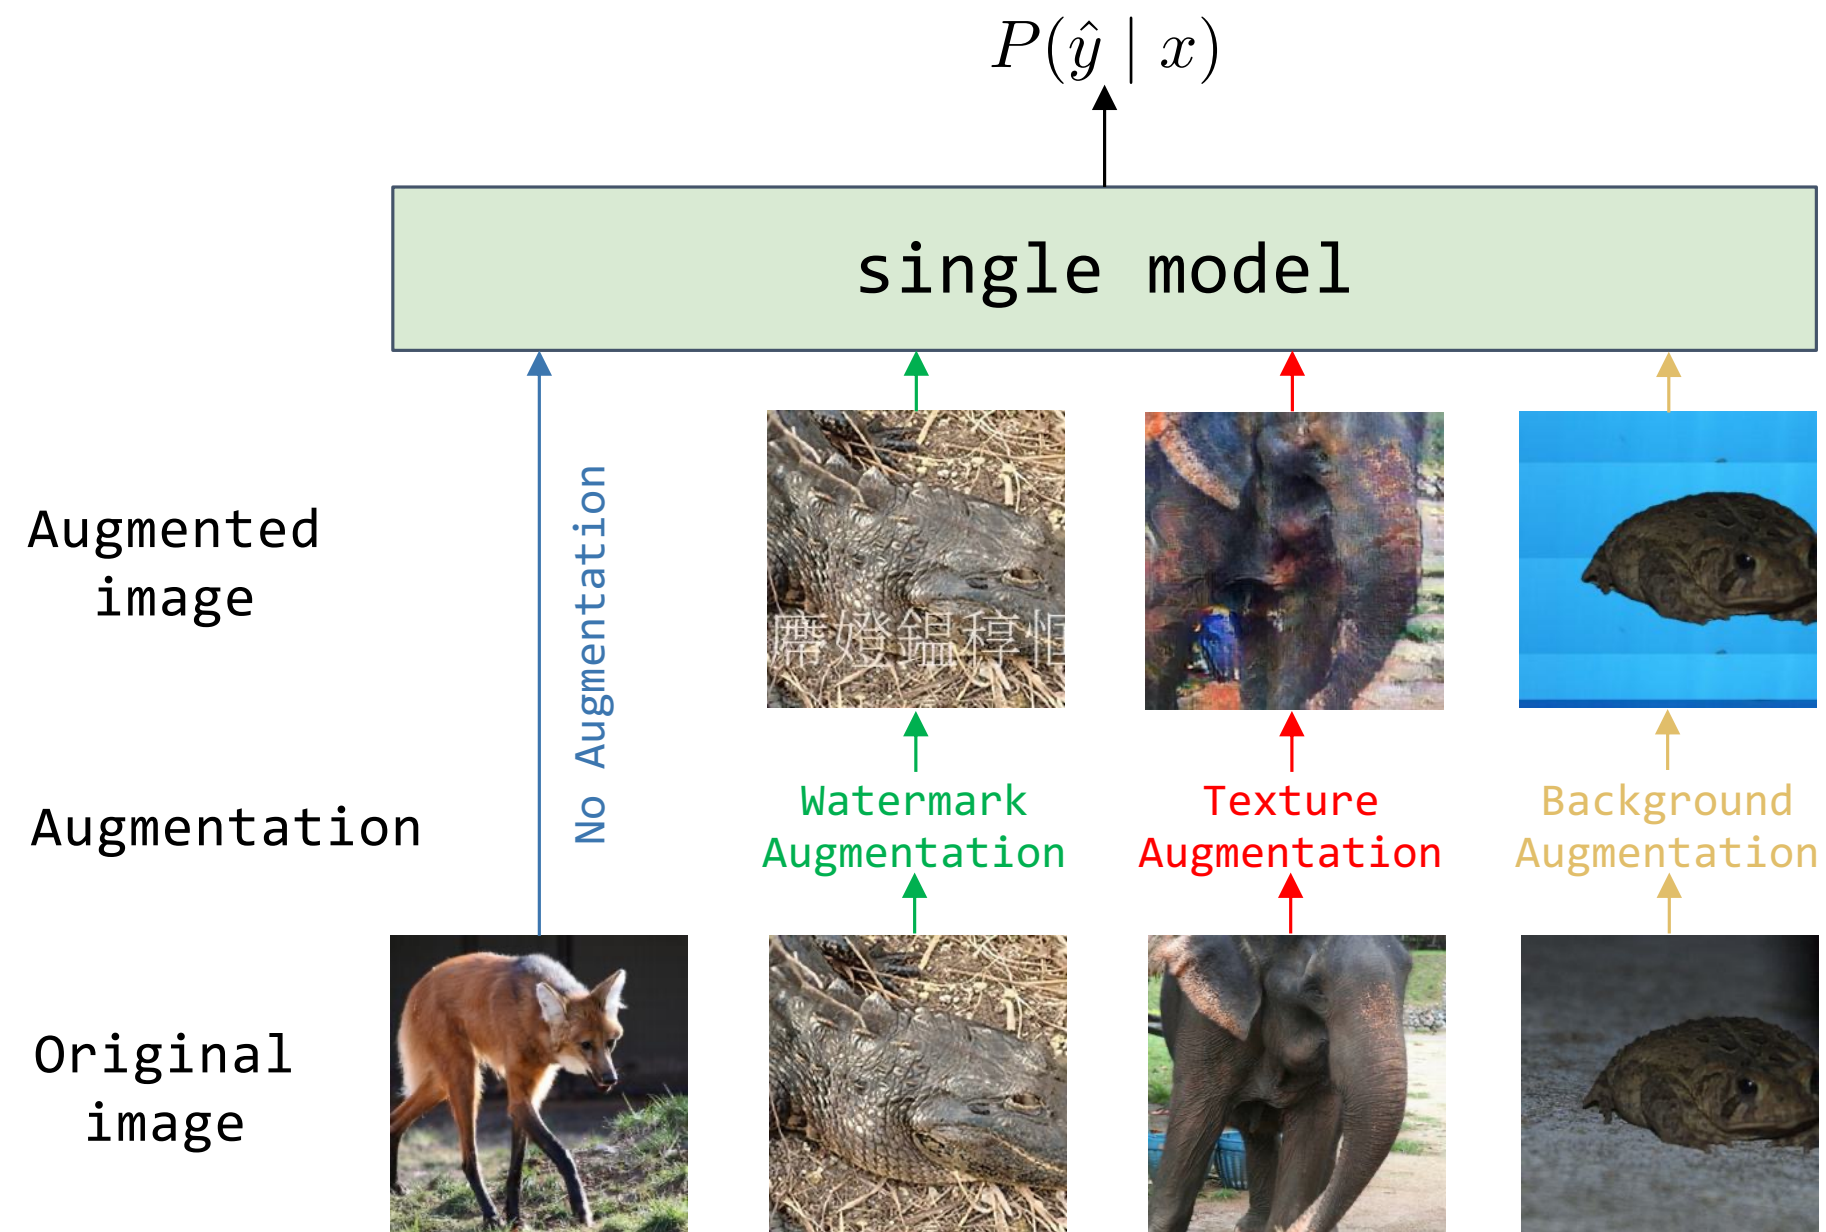 P(ŷ | x)
single model
Augmented
image
No Augmentation
Augmentation
Watermark
Augmentation
Texture
Augmentation
Background
Augmentation
Original
image